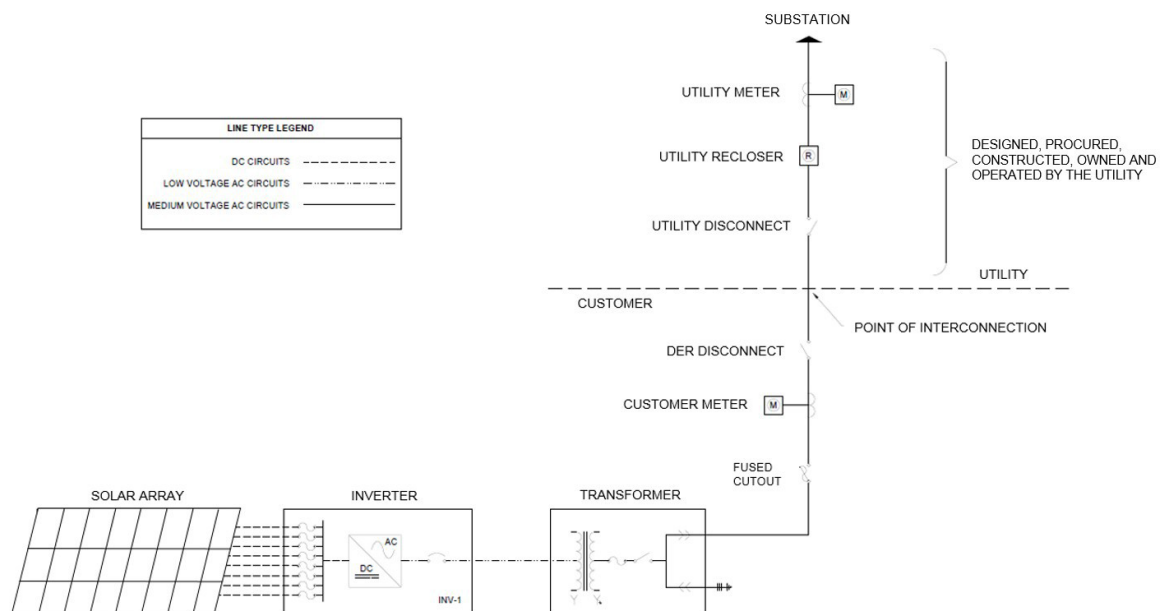 SUBSTATION
UTILITY METER
M
LINE TYPE LEGEND
DC CIRCUITS
LOW VOLTAGE AC CIRCUITS
MEDIUM VOLTAGE AC CIRCUITS
UTILITY RECLOSER
R
DESIGNED, PROCURED,
CONSTRUCTED, OWNED AND
OPERATED BY THE UTILITY
UTILITY DISCONNECT
UTILITY
CUSTOMER
POINT OF INTERCONNECTION
DER DISCONNECT
CUSTOMER METER
M
FUSED
CUTOUT
SOLAR ARRAY
INVERTER
TRANSFORMER
AC
DC
INV-1